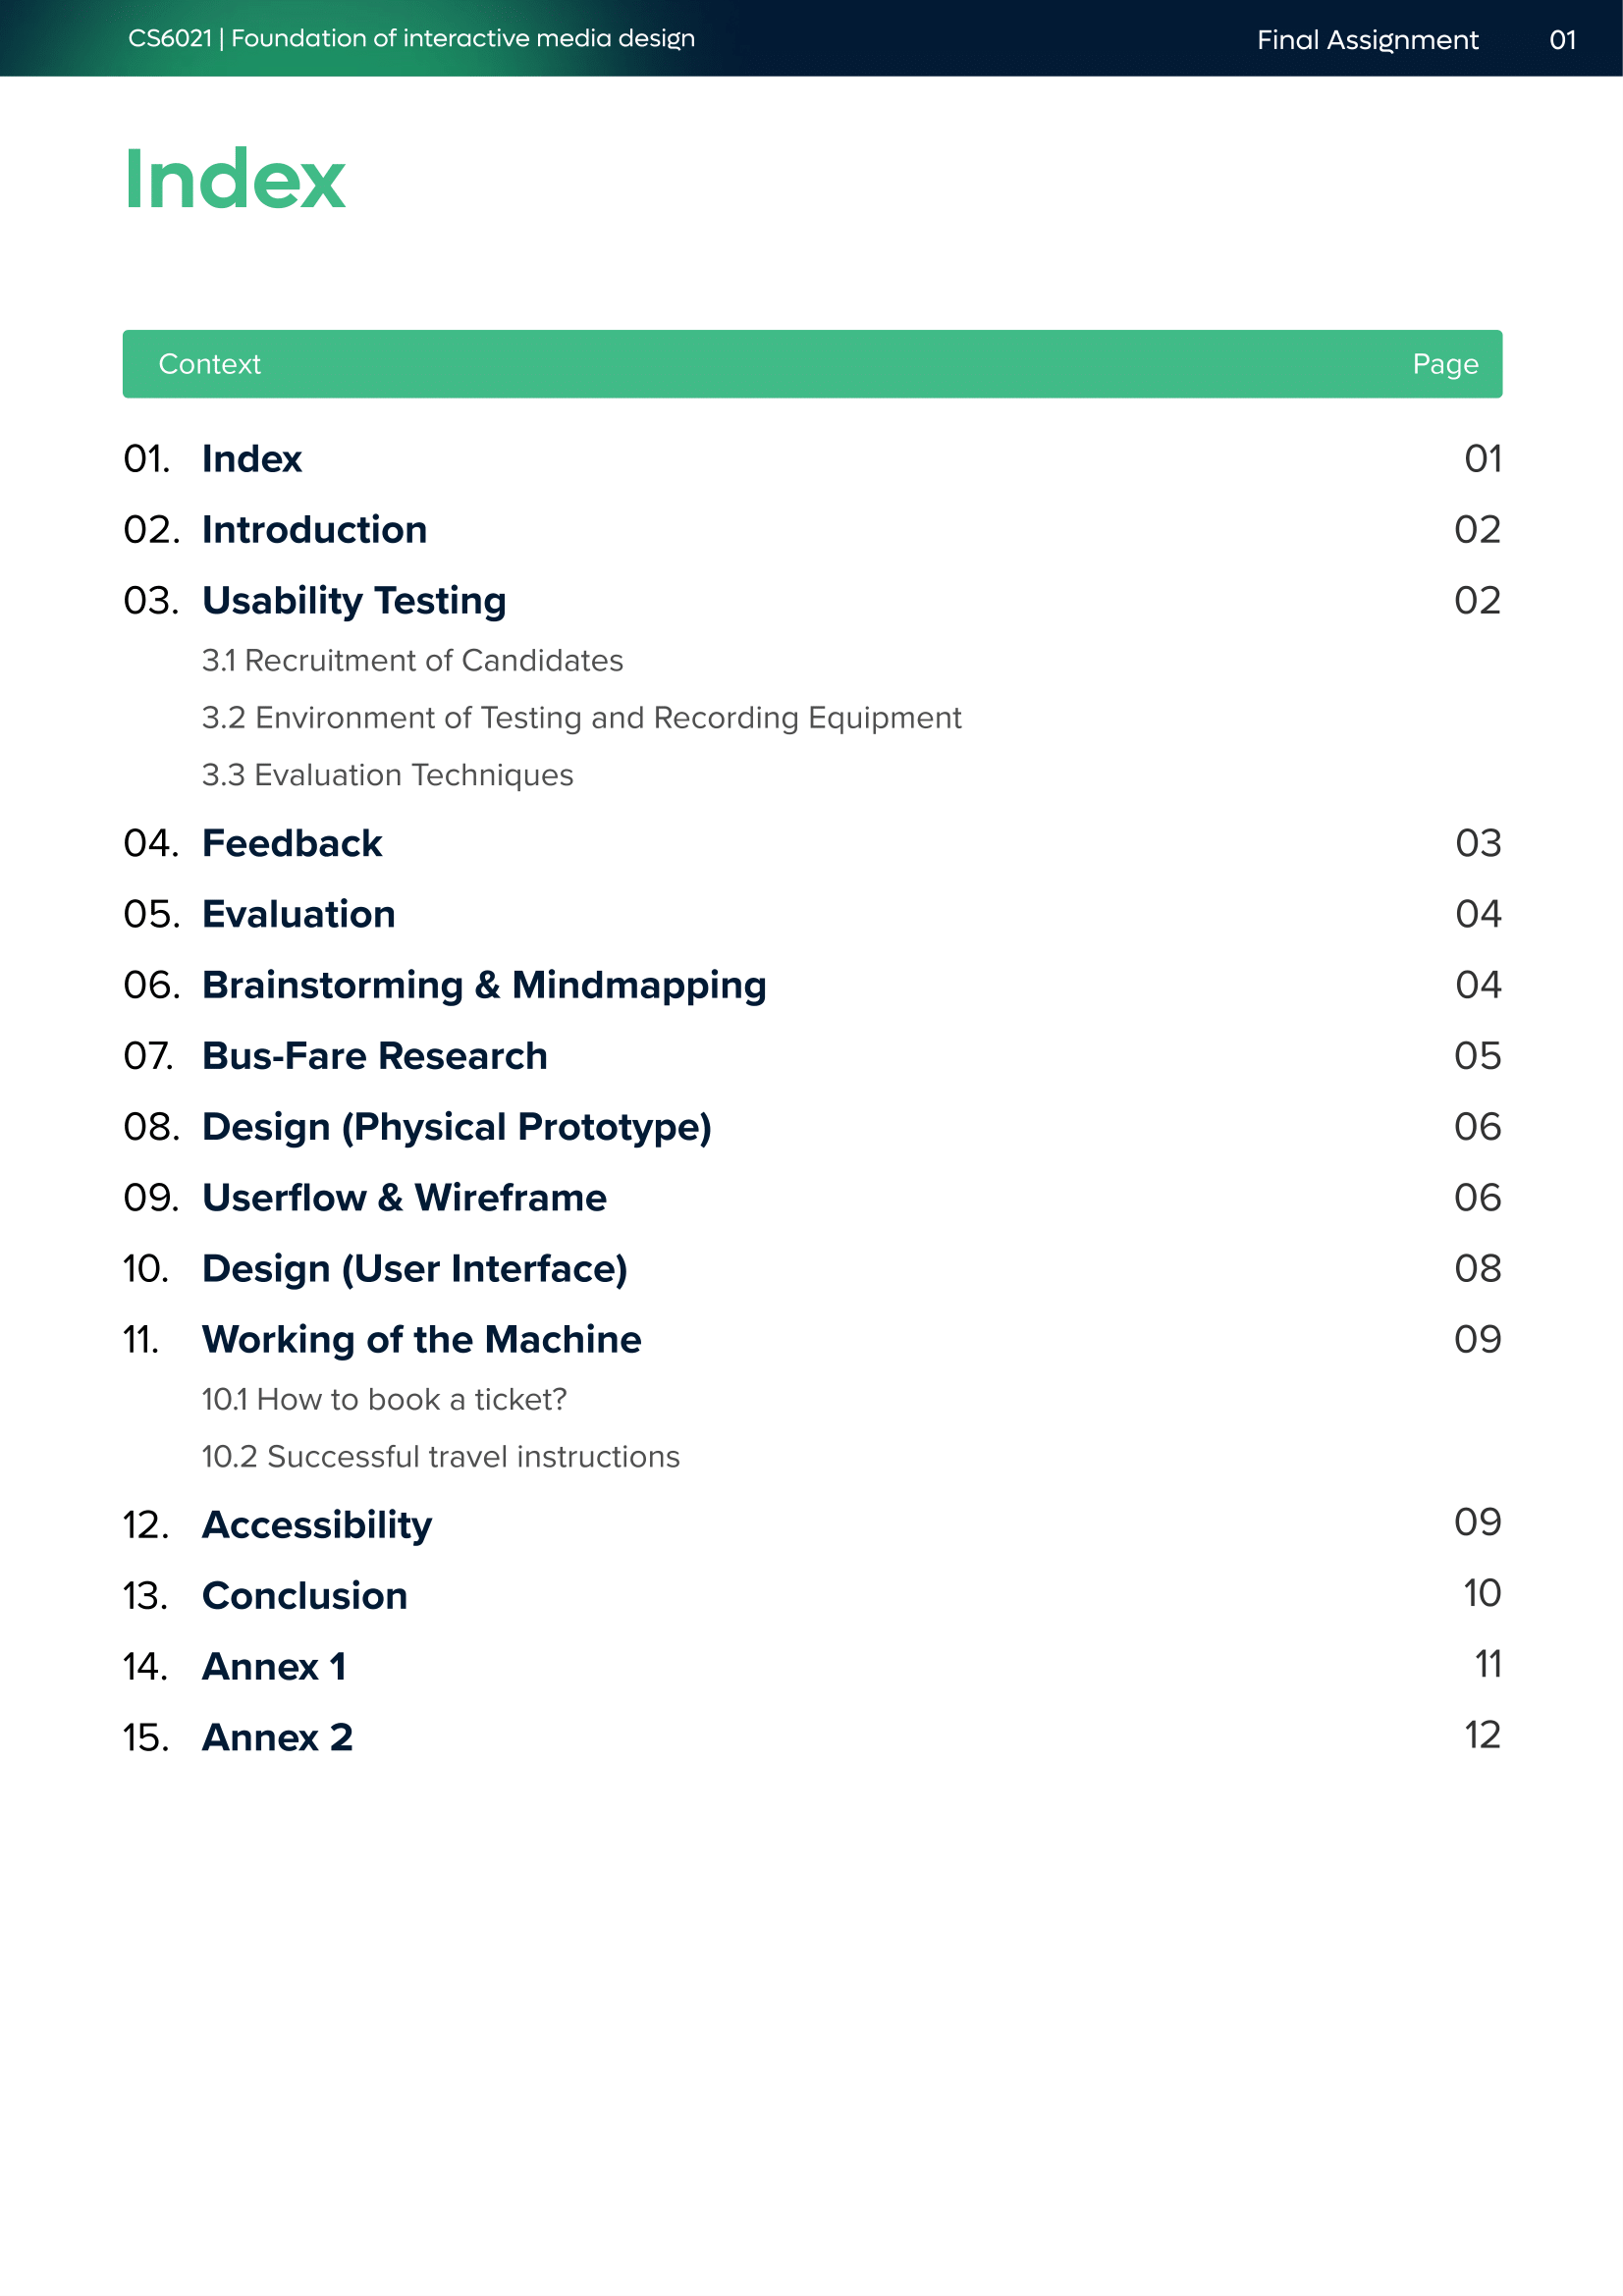 CS6021 | Foundation of interactive media design Final Assignment 01
Index
Context Page
01. Index 01
02. Introduction 02
03. Usability Testing 02
3.1 Recruitment of Candidates
3.2 Environment of Testing and Recording Equipment
3.3 Evaluation Techniques
04. Feedback 03
05. Evaluation 04
06. Brainstorming & Mindmapping 04
07. Bus-Fare Research 05
08. Design (Physical Prototype) 06
09. Userflow & Wireframe 06
10. Design (User Interface) 08
11. Working of the Machine 09
10.1 How to book a ticket?
10.2 Successful travel instructions
12. Accessibility 09
13. Conclusion 10
14. Annex 1 11
15. Annex 2 12